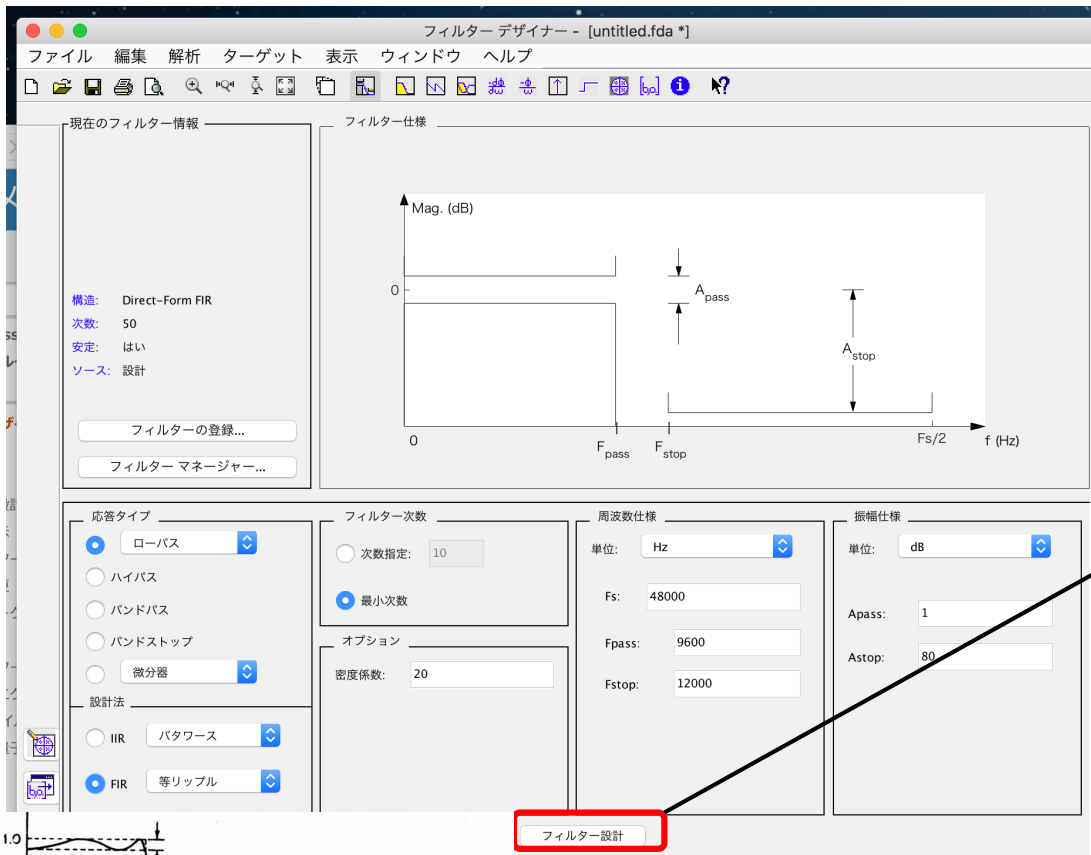 フィルター デザイナー - [untitled.fda *]
ファイル 編集 解析 ターゲット 表示 ウィンドウ ヘルプ
現在のフィルター情報
構造: Direct-Form FIR
次数: 50
安定: はい
ソース: 設計
フィルターの登録...
フィルター マネージャー...
フィルター仕様
Mag. (dB)
0
Apass
Astop
0
Fpass
Fstop
Fs/2
f (Hz)
応答タイプ
ローパス
ハイパス
バンドパス
バンドストップ
微分器
設計法
IIR バタワース
FIR 等リップル
フィルター次数
次数指定: 10
最小次数
オプション
密度係数: 20
周波数仕様
単位: Hz
Fs: 48000
Fpass: 9600
Fstop: 12000
振幅仕様
単位: dB
Apass: 1
Astop: 80
フィルター設計
1.0